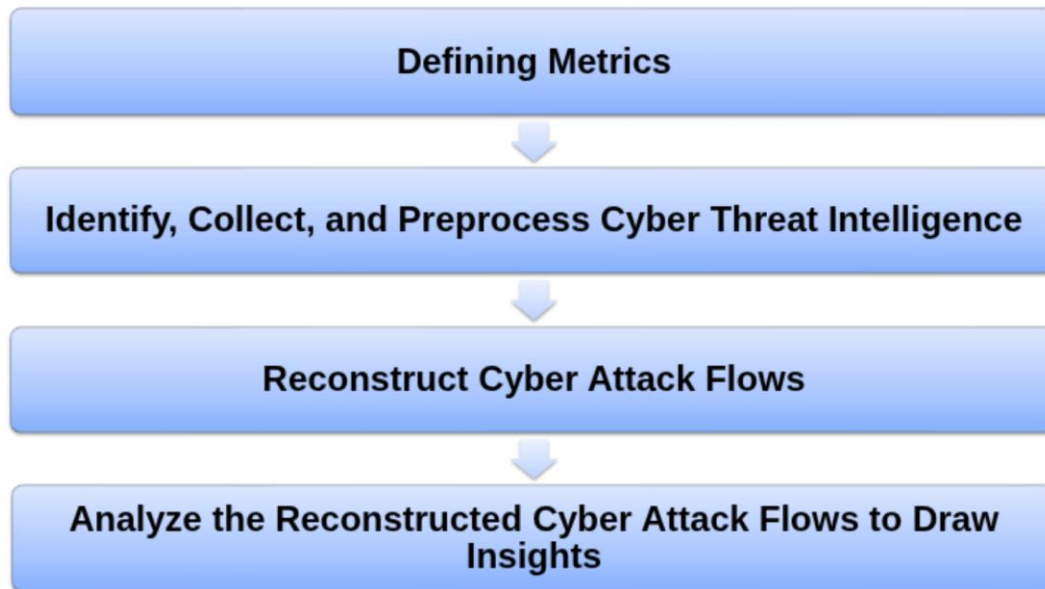 Defining Metrics
Identify, Collect, and Preprocess Cyber Threat Intelligence
Reconstruct Cyber Attack Flows
Analyze the Reconstructed Cyber Attack Flows to Draw
Insights